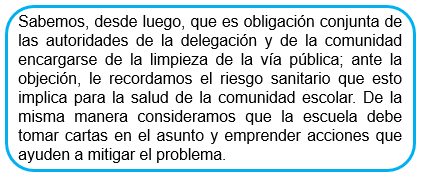 Sabemos, desde luego, que es obligación conjunta de
las autoridades de la delegación y de la comunidad
encargarse de la limpieza de la vía pública; ante la
objeción, le recordamos el riesgo sanitario que esto
implica para la salud de la comunidad escolar. De la
misma manera consideramos que la escuela debe
tomar cartas en el asunto y emprender acciones que
ayuden a mitigar el problema.